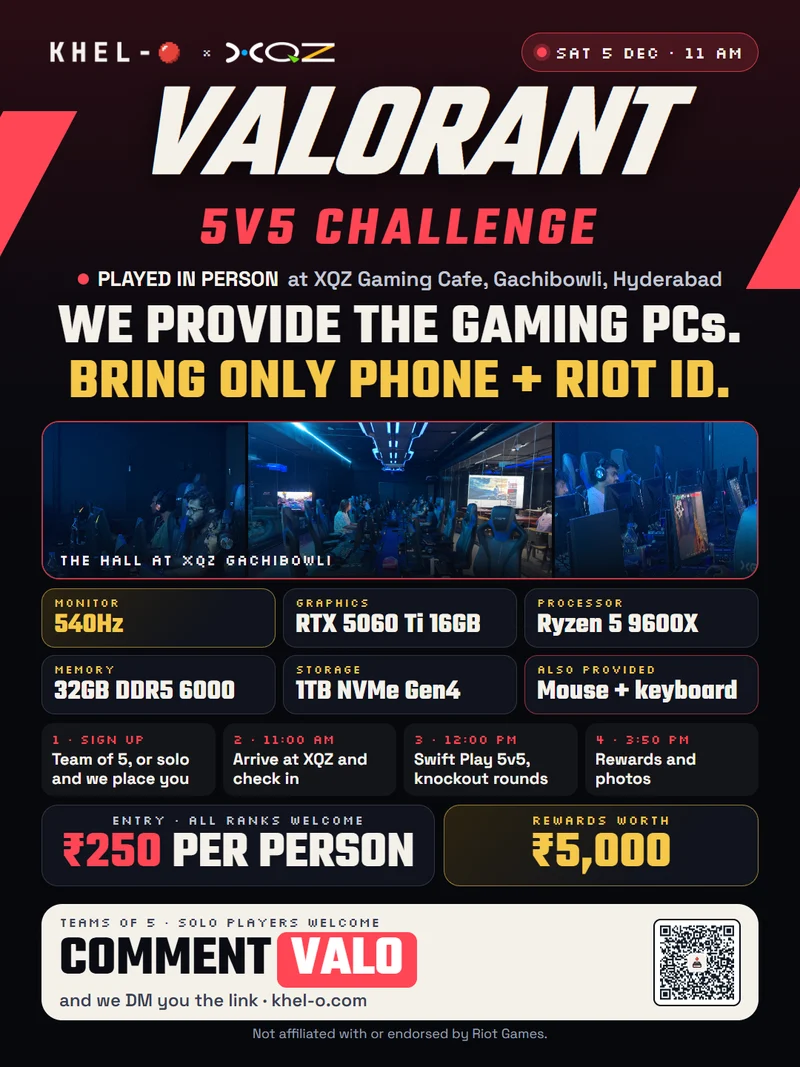 KHEL-
× XQZ
SAT 5 DEC · 11 AM
VALORANT
5V5 CHALLENGE
PLAYED IN PERSON at XQZ Gaming Cafe, Gachibowli, Hyderabad
WE PROVIDE THE GAMING PCs.
BRING ONLY PHONE + RIOT ID.
THE HALL AT XQZ GACHIBOWLI
MONITOR
540Hz
GRAPHICS
RTX 5060 Ti 16GB
PROCESSOR
Ryzen 5 9600X
MEMORY
32GB DDR5 6000
STORAGE
1TB NVMe Gen4
ALSO PROVIDED
Mouse + keyboard
1 · SIGN UP
Team of 5, or solo
and we place you
2 · 11:00 AM
Arrive at XQZ and
check in
3 · 12:00 PM
Swift Play 5v5,
knockout rounds
4 · 3:50 PM
Rewards and
photos
ENTRY · ALL RANKS WELCOME
₹250 PER PERSON
REWARDS WORTH
₹5,000
TEAMS OF 5 · SOLO PLAYERS WELCOME
COMMENT VALO
and we DM you the link · khel-o.com
Not affiliated with or endorsed by Riot Games.